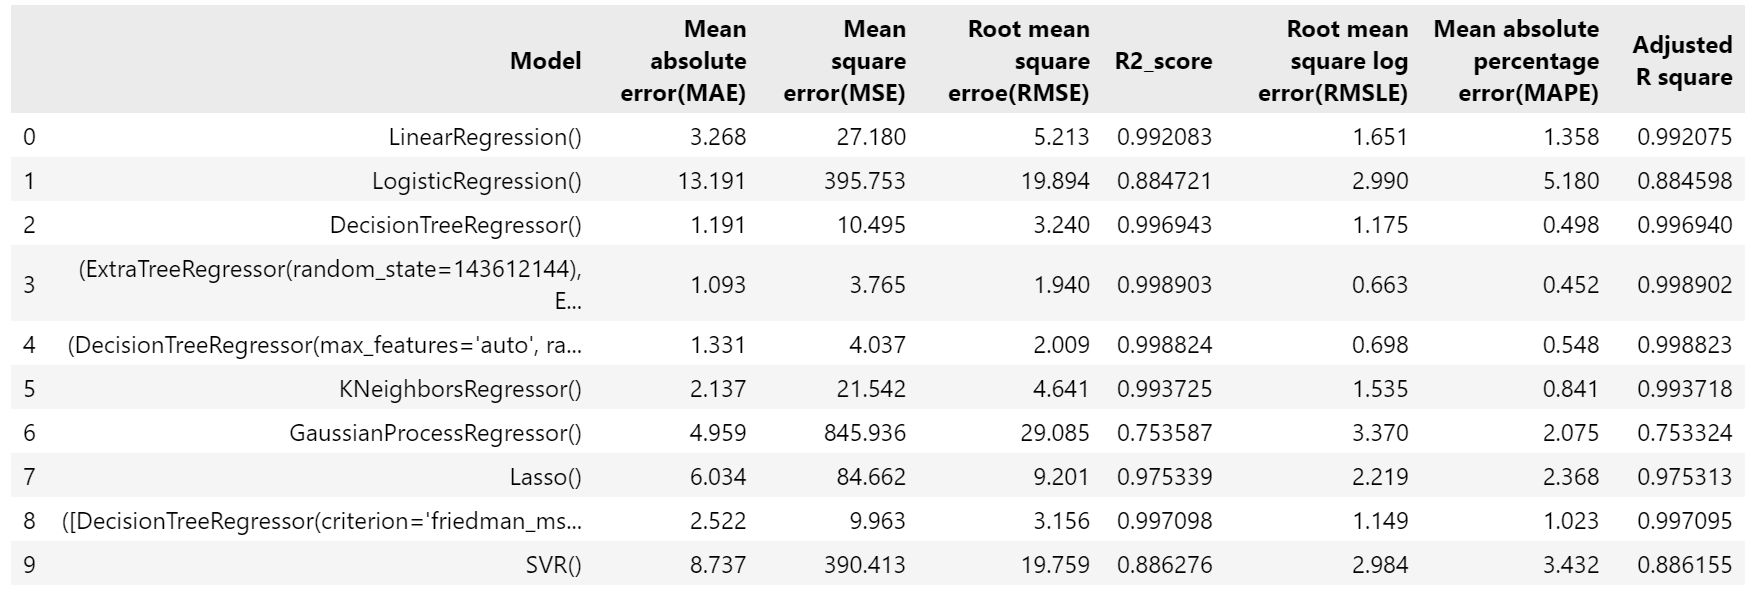 Model Mean absolute error(MAE) Mean square error(MSE) Root mean square erroe(RMSE) R2_score Root mean square log error(RMSLE) Mean absolute percentage error(MAPE) Adjusted R square
0 LinearRegression() 3.268 27.180 5.213 0.992083 1.651 1.358 0.992075
1 LogisticRegression() 13.191 395.753 19.894 0.884721 2.990 5.180 0.884598
2 DecisionTreeRegressor() 1.191 10.495 3.240 0.996943 1.175 0.498 0.996940
3 (ExtraTreeRegressor(random_state=143612144), E... 1.093 3.765 1.940 0.998903 0.663 0.452 0.998902
4 (DecisionTreeRegressor(max_features='auto', ra... 1.331 4.037 2.009 0.998824 0.698 0.548 0.998823
5 KNeighborsRegressor() 2.137 21.542 4.641 0.993725 1.535 0.841 0.993718
6 GaussianProcessRegressor() 4.959 845.936 29.085 0.753587 3.370 2.075 0.753324
7 Lasso() 6.034 84.662 9.201 0.975339 2.219 2.368 0.975313
8 ([DecisionTreeRegressor(criterion='friedman_ms... 2.522 9.963 3.156 0.997098 1.149 1.023 0.997095
9 SVR() 8.737 390.413 19.759 0.886276 2.984 3.432 0.886155